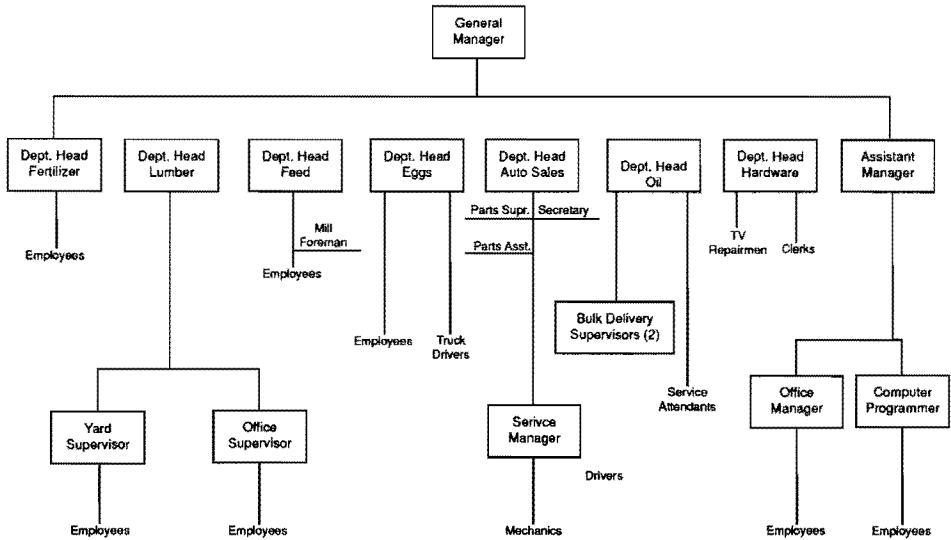 General
Manager
Dept. Head
Fertilizer
Dept. Head
Lumber
Dept. Head
Feed
Dept. Head
Eggs
Dept. Head
Auto Sales
Dept. Head
Oil
Dept. Head
Hardware
Assistant
Manager
Parts Supr.
Secretary
Mill
Foreman
TV
Repairmen
Clerks
Parts Asst.
Employees
Employees
Bulk Delivery
Supervisors (2)
Employees
Truck
Drivers
Service
Attendants
Office
Manager
Computer
Programmer
Yard
Supervisor
Office
Supervisor
Serivce
Manager
Drivers
Employees
Employees
Mechanics
Employees
Employees